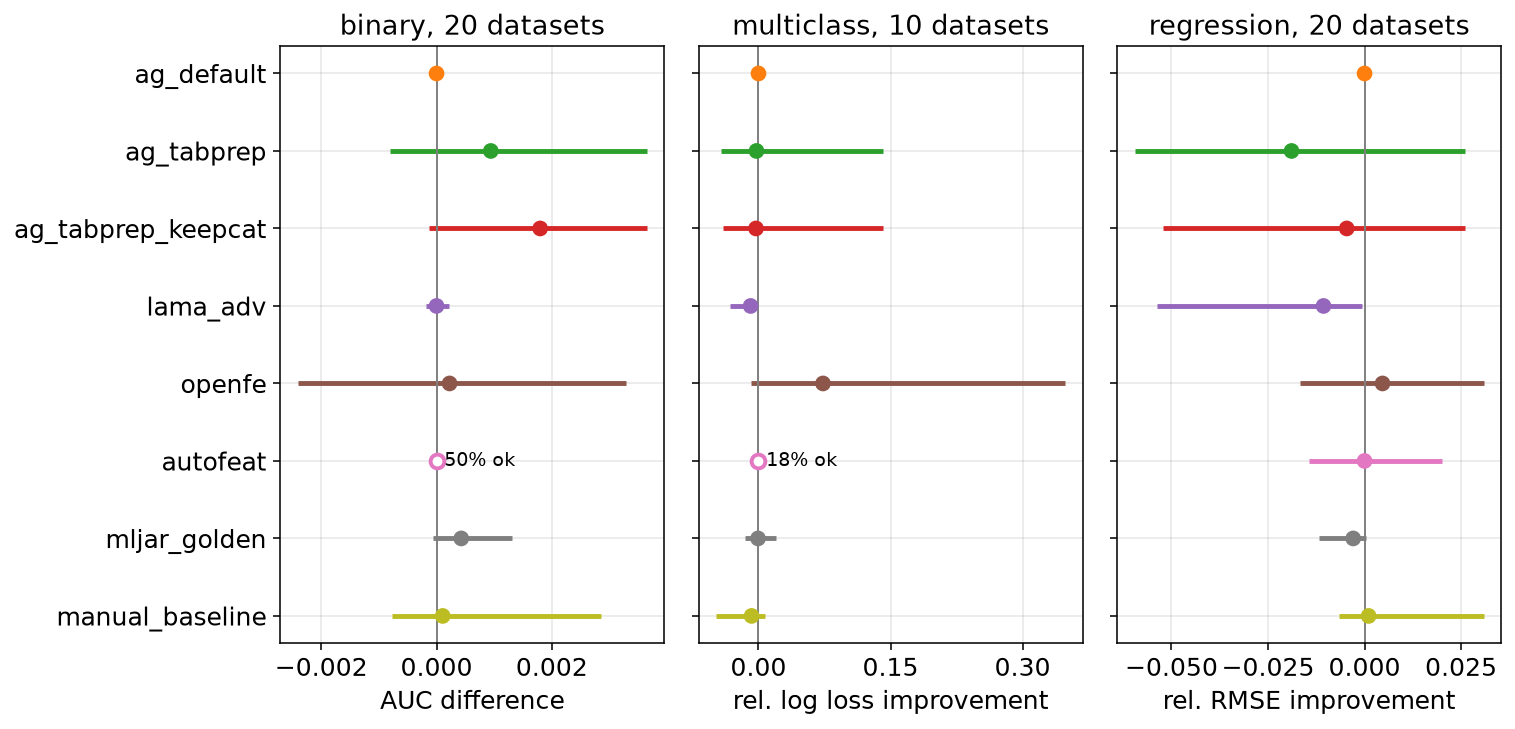 binary, 20 datasets
multiclass, 10 datasets
regression, 20 datasets
ag_default
ag_tabprep
ag_tabprep_keepcat
lama_adv
openfe
autofeat
50% ok
18% ok
mljar_golden
manual_baseline
−0.002 0.000 0.002
0.00 0.15 0.30
−0.050 −0.025 0.000 0.025
AUC difference
rel. log loss improvement
rel. RMSE improvement